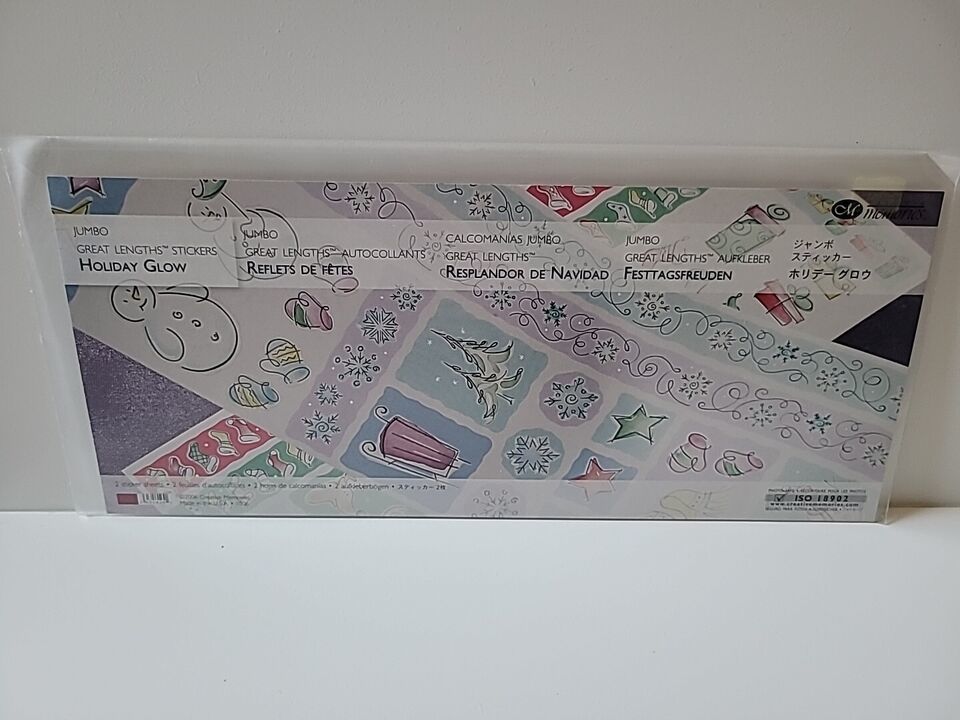 M Memories.
JUMBO
GREAT LENGTHS™ STICKERS
HOLIDAY GLOW
JUMBO
GREAT LENGTHS™ AUTOCOLLANTS
REFLETS DE FÊTES
CALCOMANÍAS JUMBO
GREAT LENGTHS™
RESPLANDOR DE NAVIDAD
JUMBO
GREAT LENGTHS™ AUFKLEBER
FESTTAGSFREUDEN
ジャンボ
スティッカー
ホリデー グロウ
2 sticker sheets • 2 feuilles d'autocollants • 2 hojas de calcomanías • 2 aufkleberbögen • スティッカー 2枚
©2006 Creative Memories
Made in U.S.A.
ISO 18902
www.creativememories.com